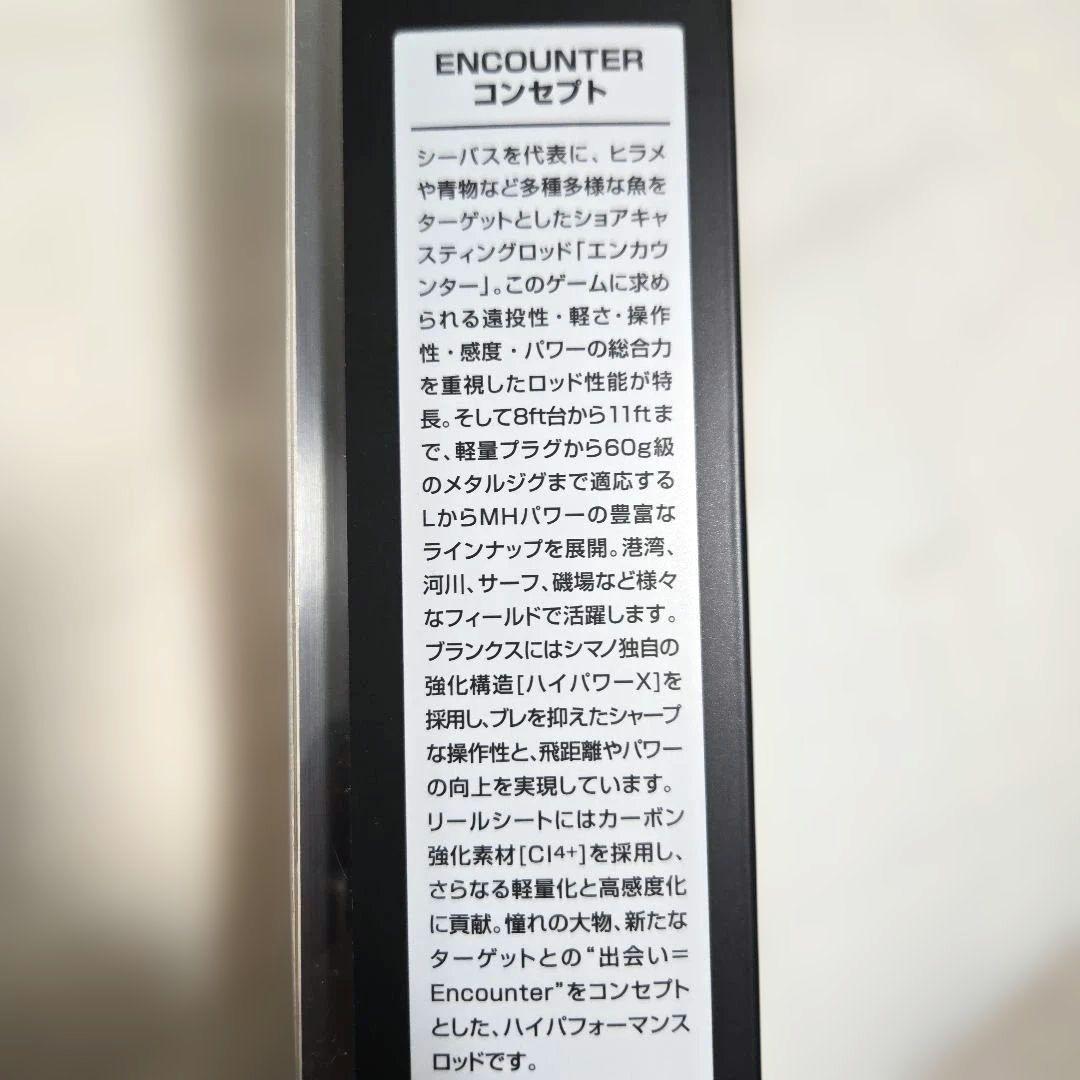 ENCOUNTER
コンセプト
シーバスを代表に、ヒラメ
や青物など多種多様な魚を
ターゲットとしたショアキャ
スティングロッド「エンカウ
ンター」。このゲームに求め
られる遠投性・軽さ・操作
性・感度・パワーの総合力
を重視したロッド性能が特
長。そして8ft台から11ftま
で、軽量プラグから60g級
のメタルジグまで適応する
LからMHパワーの豊富な
ラインナップを展開。港湾、
河川、サーフ、磯場など様々
なフィールドで活躍します。
ブランクスにはシマノ独自の
強化構造[ハイパワーX]を
採用し、ブレを抑えたシャープ
な操作性と、飛距離やパワー
の向上を実現しています。
リールシートにはカーボン
強化素材[CI4+]を採用し、
さらなる軽量化と高感度化
に貢献。憧れの大物、新たな
ターゲットとの“出会い＝
Encounter”をコンセプト
とした、ハイパフォーマンス
ロッドです。